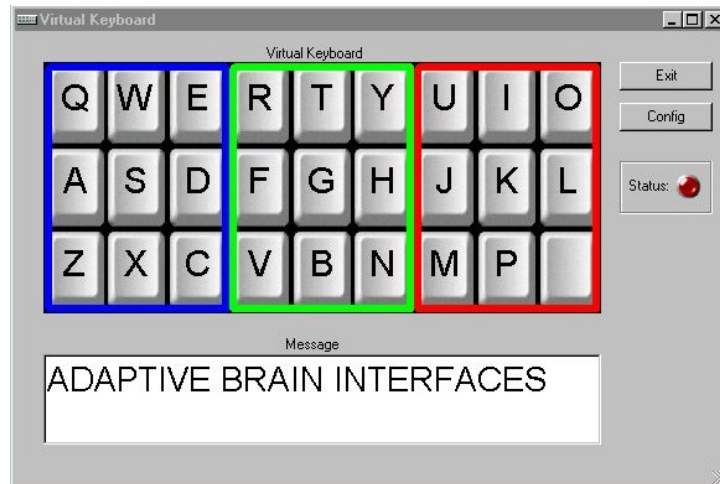 Virtual Keyboard
Virtual Keyboard
Q W E R T Y U I O
Exit
Config
A S D F G H J K L
Status:
Z X C V B N M P
Message
ADAPTIVE BRAIN INTERFACES